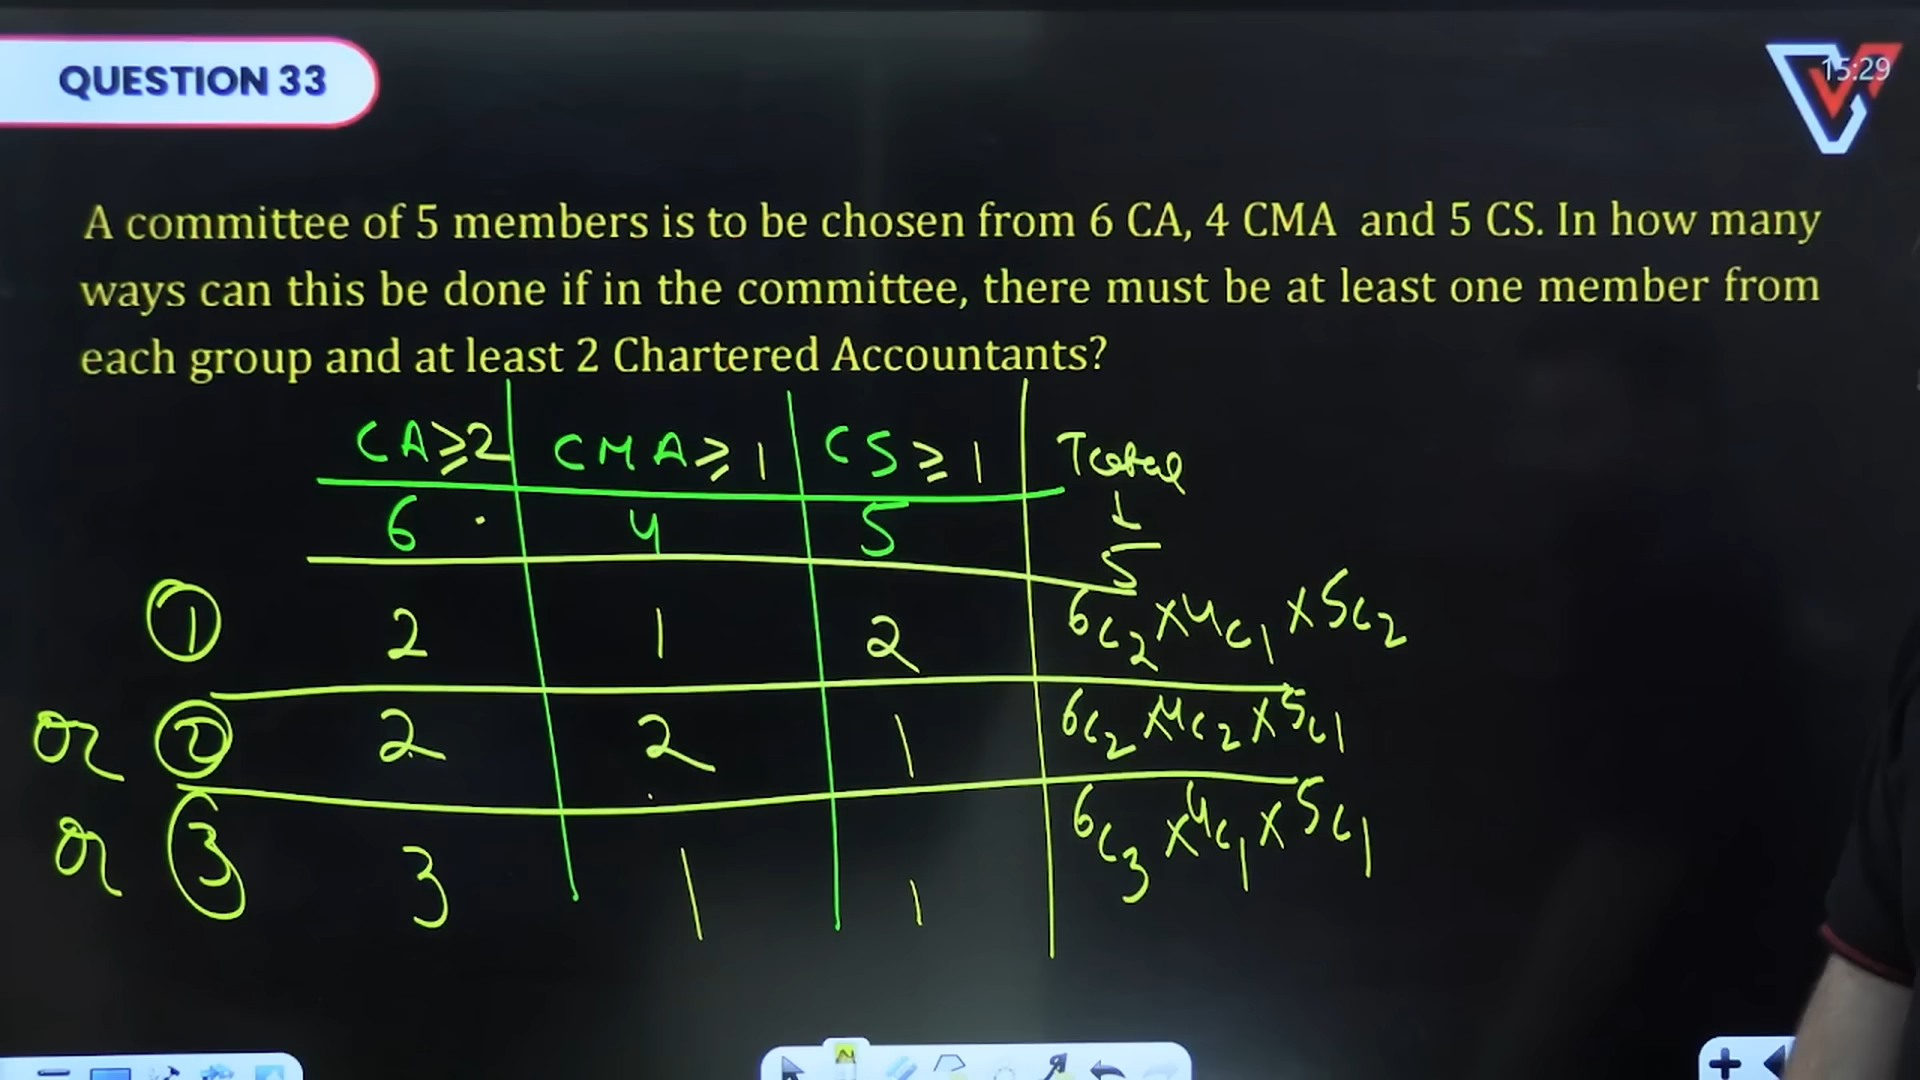 QUESTION 33
15:29
A committee of 5 members is to be chosen from 6 CA, 4 CMA and 5 CS. In how many
ways can this be done if in the committee, there must be at least one member from
each group and at least 2 Chartered Accountants?
CA≥2 CMA≥1 CS≥1 Total
6 4 5 5
① 2 1 2 6c₂×4c₁×5c₂
or ② 2 2 1 6c₂×4c₂×5c₁
or ③ 3 1 1 6c₃×4c₁×5c₁